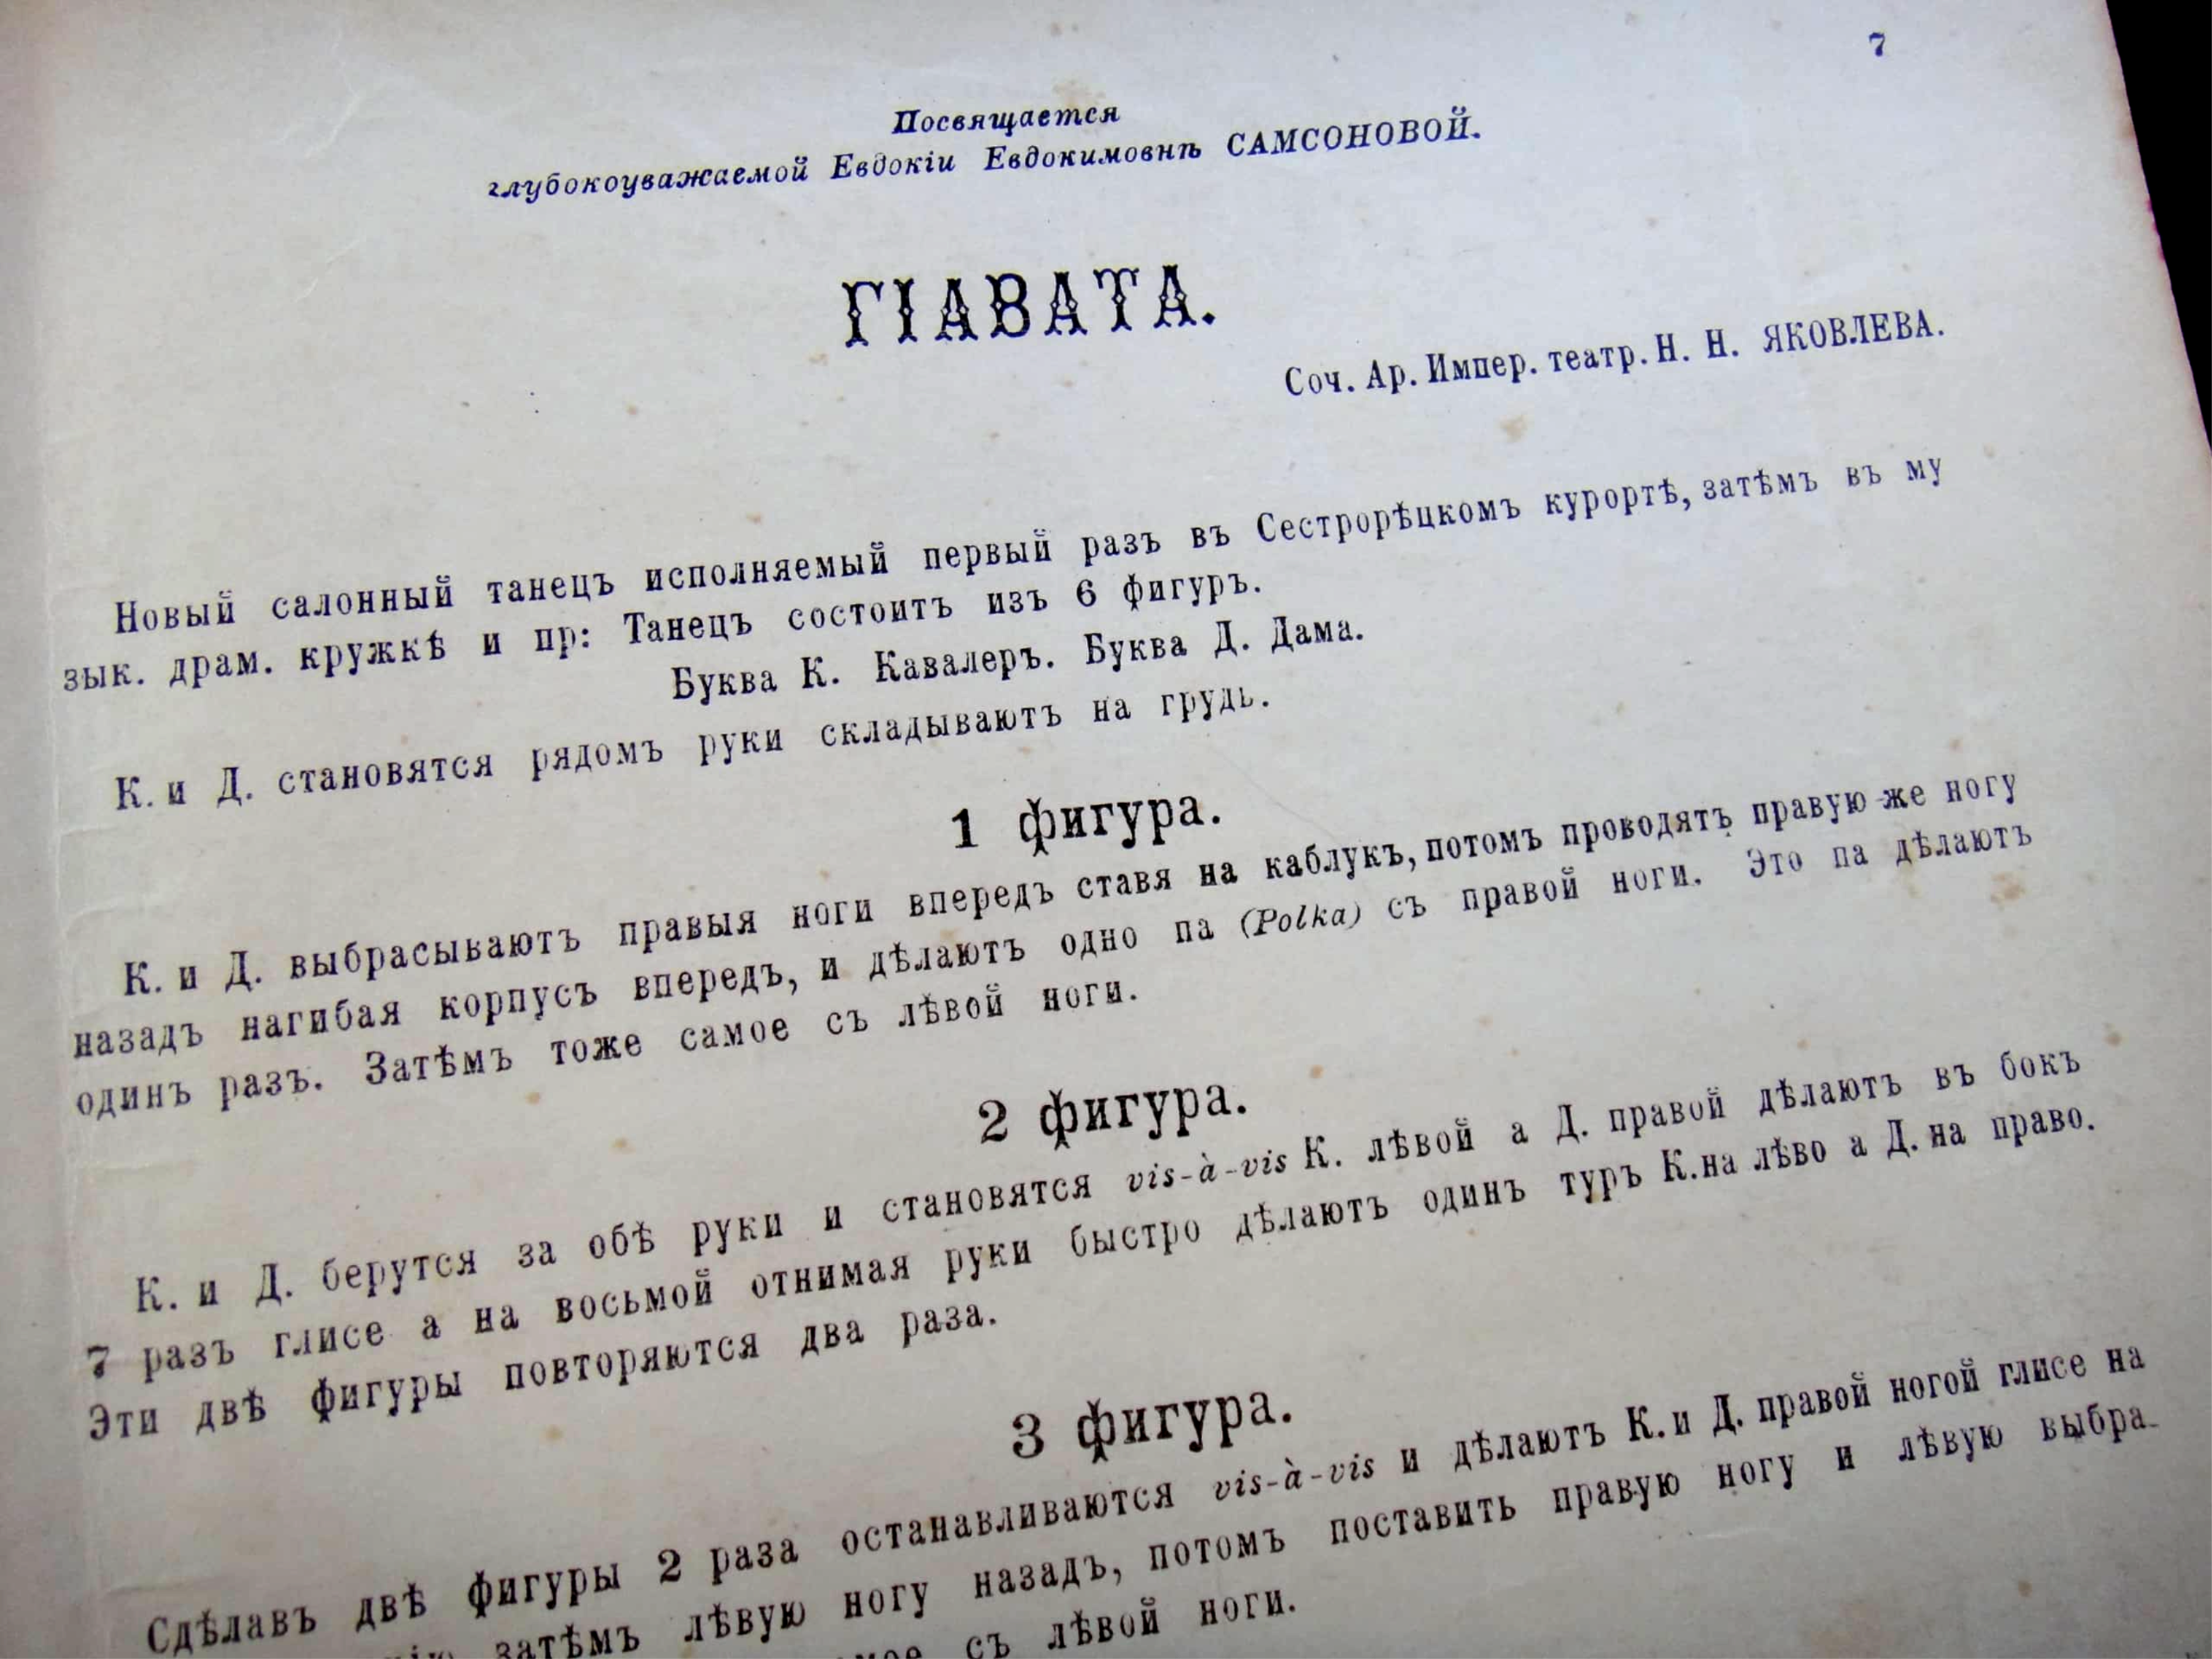 7
Посвящается
глубокоуважаемой Евдокіи Евдокимовнѣ САМСОНОВОЙ.
ГІАВАТА.
Соч. Ар. Импер. театр. Н. Н. ЯКОВЛЕВА.
Новый салонный танецъ исполняемый первый разъ въ Сестрорѣцкомъ курортѣ, затѣмъ въ му
зык. драм. кружкѣ и пр: Танецъ состоитъ изъ 6 фигуръ.
Буква К. Кавалеръ. Буква Д. Дама.
К. и Д. становятся рядомъ руки складываютъ на грудь.
1 фигура.
К. и Д. выбрасываютъ правыя ноги впередъ ставя на каблукъ, потомъ проводятъ правую же ногу
назадъ нагибая корпусъ впередъ, и дѣлаютъ одно па (Polka) съ правой ноги. Это па дѣлаютъ
одинъ разъ. Затѣмъ тоже самое съ лѣвой ноги.
2 фигура.
К. и Д. берутся за обѣ руки и становятся vis-à-vis К. лѣвой а Д. правой дѣлаютъ въ бокъ
7 разъ глисе а на восьмой отнимая руки быстро дѣлаютъ одинъ туръ К. на лѣво а Д. на право.
Эти двѣ фигуры повторяются два раза.
3 фигура.
Сдѣлавъ двѣ фигуры 2 раза останавливаются vis-à-vis и дѣлаютъ К. и Д. правой ногой глисе на
затѣмъ лѣвую ногу назадъ, потомъ поставить правую ногу и лѣвую выбра-
съ лѣвой ноги.